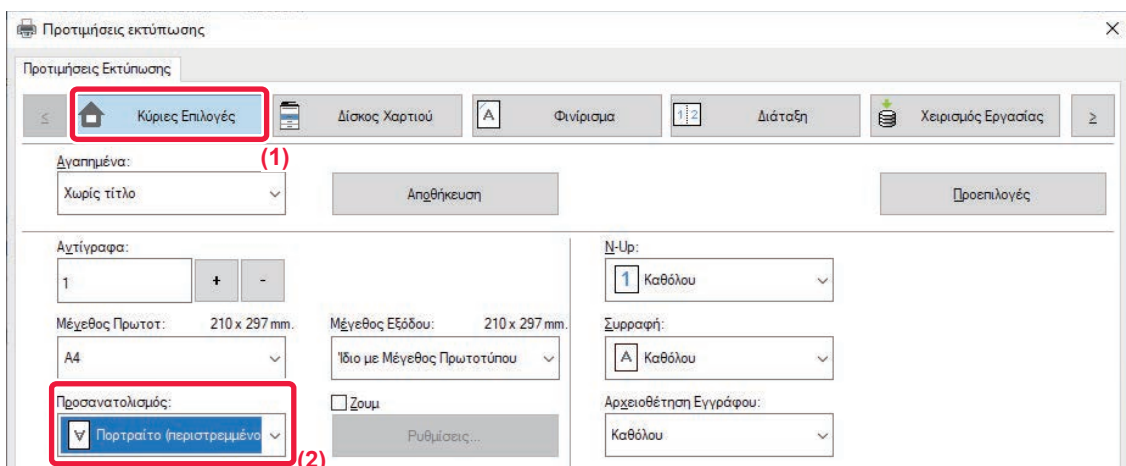 Προτιμήσεις εκτύπωσης
Προτιμήσεις Εκτύπωσης
≤ Κύριες Επιλογές Δίσκος Χαρτιού A Φινίρισμα 1 2 Διάταξη Χειρισμός Εργασίας ≥
(1)
Αγαπημένα:
Χωρίς τίτλο Αποθήκευση Προεπιλογές
Αντίγραφα: N-Up:
1 + - 1 Καθόλου
Μέγεθος Πρωτοτ: 210 x 297 mm. Μέγεθος Εξόδου: 210 x 297 mm. Συρραφή:
A4 Ίδιο με Μέγεθος Πρωτοτύπου A Καθόλου
Προσανατολισμός: Ζουμ Αρχειοθέτηση Εγγράφου:
A Πορτραίτο (περιστρεμμένο Ρυθμίσεις... Καθόλου
(2)